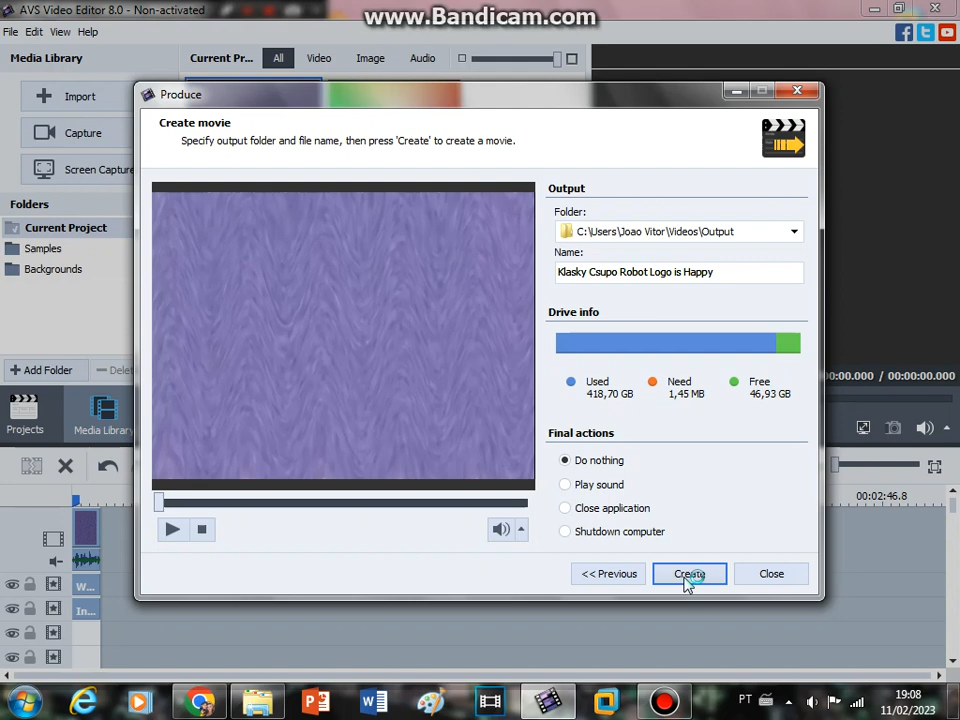 AVS Video Editor 8.0 - Non-activated
www.Bandicam.com
File Edit View Help
Media Library
Current Pr... All Video Image Audio
Import
Capture
Screen Capture
Folders
Current Project
Samples
Backgrounds
Add Folder
Delet
Projects
Media Library
Produce
Create movie
Specify output folder and file name, then press 'Create' to create a movie.
Output
Folder:
C:\Users\Joao Vitor\Videos\Output
Name:
Klasky Csupo Robot Logo is Happy
Drive info
Used Need Free
418,70 GB 1,45 MB 46,93 GB
Final actions
Do nothing
Play sound
Close application
Shutdown computer
<< Previous Create Close
00:00.000 / 00:00:00.000
00:02:46.8
W...
In...
PT
19:08
11/02/2023